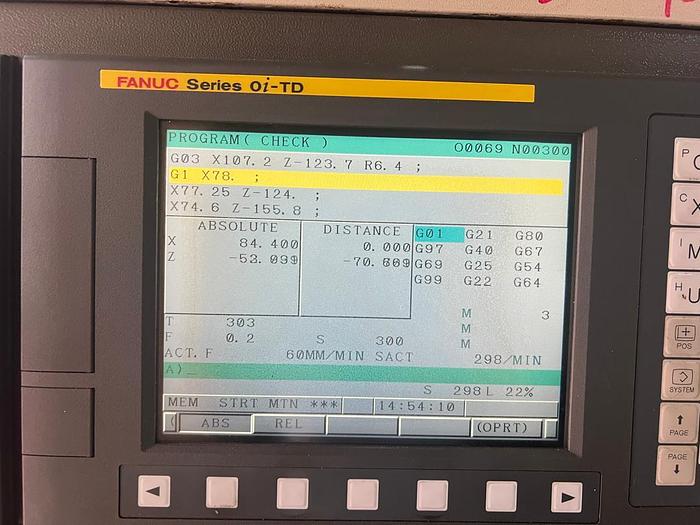 FANUC Series 0i-TD
PROGRAM( CHECK ) O0069 N00300
G03 X107. 2 Z-123. 7 R6. 4 ;
G1 X78. ;
X77. 25 Z-124. ;
X74. 6 Z-155. 8 ;
ABSOLUTE DISTANCE G01 G21 G80
X 84. 400 0. 000 G97 G40 G67
Z -53. -70. G69 G25 G54
G99 G22 G64
M 3
M
T 303
F 0. 2 S 300 M
ACT. F 60MM/MIN SACT 298/MIN
A)_
S 298 L 22%
MEM STRT MTN *** 14:54:10
( ABS REL (OPRT)
P
C X
I M
H U
POS
SYSTEM
PAGE
PAGE